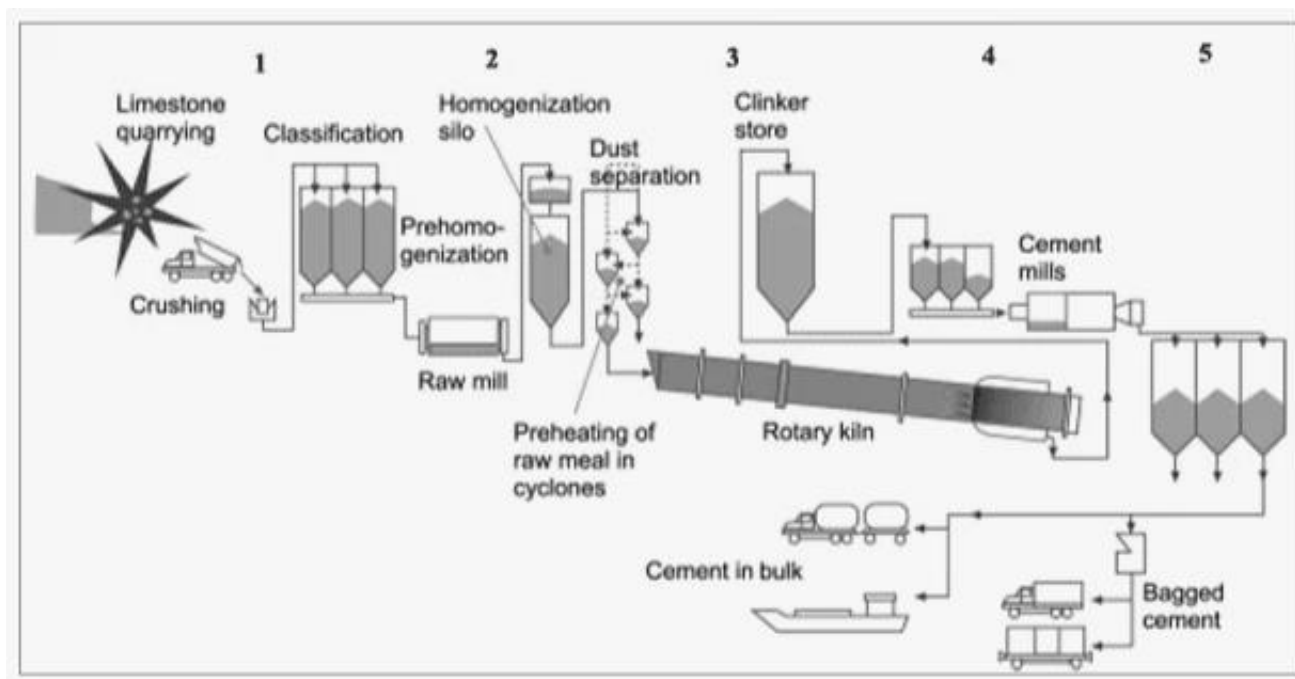 1
2
3
4
5
Limestone
quarrying
Classification
Homogenization
silo
Dust
separation
Clinker
store
Prehomo-
genization
Cement
mills
Crushing
Raw mill
Preheating of
raw meal in
cyclones
Rotary kiln
Cement in bulk
Bagged
cement